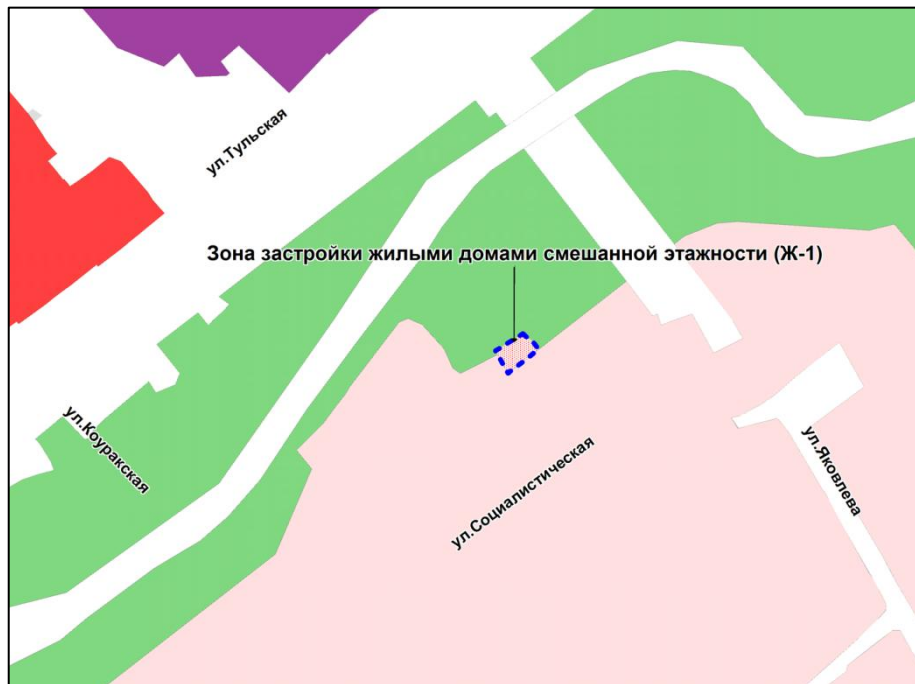 ул.Тульская
Зона застройки жилыми домами смешанной этажности (Ж-1)
ул.Коуракская
ул.Социалистическая
ул.Яковлева